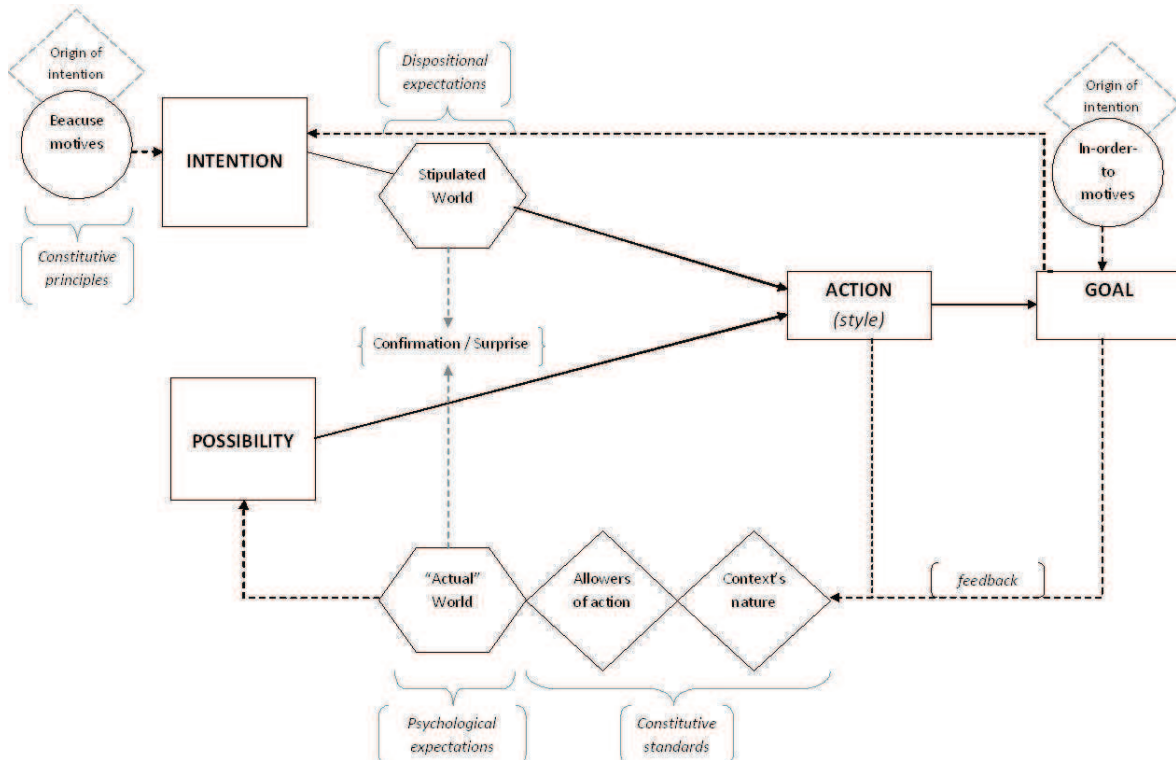 Origin of
intention
Beacuse
motives
Constitutive
principles
INTENTION
Dispositional
expectations
Stipulated
World
Confirmation / Surprise
POSSIBILITY
ACTION
(style)
Origin of
intention
In-order-
to
motives
GOAL
"Actual"
World
Allowers
of action
Context's
nature
feedback
Psychological
expectations
Constitutive
standards